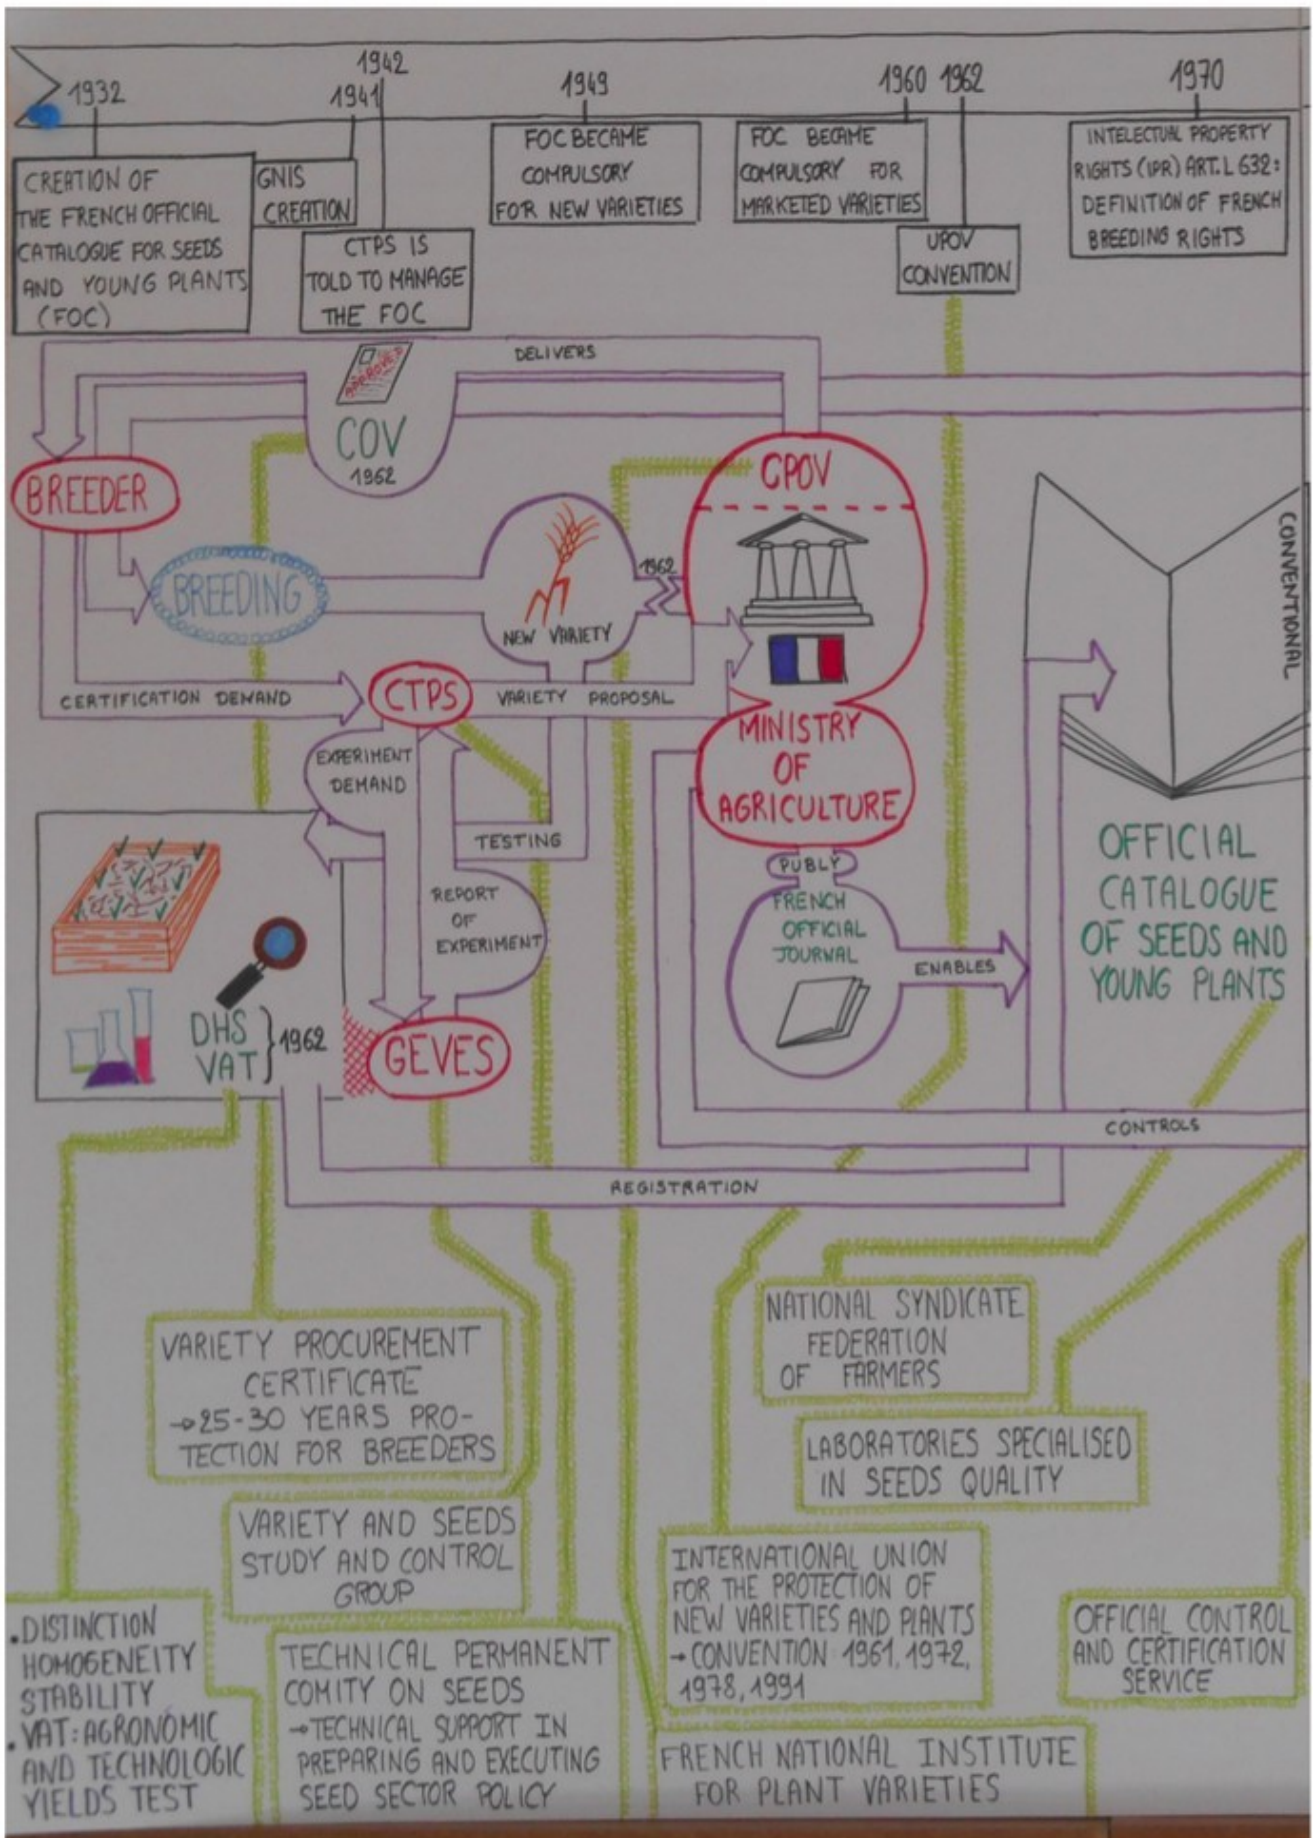 1932
1941
1942
1949
1960
1962
1970
CREATION OF
THE FRENCH OFFICIAL
CATALOGUE FOR SEEDS
AND YOUNG PLANTS
(FOC)
GNIS
CREATION
CTPS IS
TOLD TO MANAGE
THE FOC
FOC BECAME
COMPULSORY
FOR NEW VARIETIES
FOC BECAME
COMPULSORY FOR
MARKETED VARIETIES
UPOV
CONVENTION
INTELECTUAL PROPERTY
RIGHTS (IPR) ART. L 632:
DEFINITION OF FRENCH
BREEDING RIGHTS
DELIVERS
APPROVED
COV
1962
BREEDER
BREEDING
NEW VARIETY
1962
CPOV
CONVENTIONAL
CERTIFICATION DEMAND
CTPS
VARIETY PROPOSAL
MINISTRY
OF
AGRICULTURE
EXPERIMENT
DEMAND
TESTING
REPORT
OF
EXPERIMENT
PUBLY
FRENCH
OFFICIAL
JOURNAL
ENABLES
OFFICIAL
CATALOGUE
OF SEEDS AND
YOUNG PLANTS
DHS
VAT
1962
GEVES
CONTROLS
REGISTRATION
NATIONAL SYNDICATE
FEDERATION
OF FARMERS
VARIETY PROCUREMENT
CERTIFICATE
→ 25-30 YEARS PRO-
TECTION FOR BREEDERS
LABORATORIES SPECIALISED
IN SEEDS QUALITY
VARIETY AND SEEDS
STUDY AND CONTROL
GROUP
INTERNATIONAL UNION
FOR THE PROTECTION OF
NEW VARIETIES AND PLANTS
→ CONVENTION 1961, 1972,
1978, 1991
OFFICIAL CONTROL
AND CERTIFICATION
SERVICE
• DISTINCTION
HOMOGENEITY
STABILITY
• VAT: AGRONOMIC
AND TECHNOLOGIC
YIELDS TEST
TECHNICAL PERMANENT
COMITY ON SEEDS
→ TECHNICAL SUPPORT IN
PREPARING AND EXECUTING
SEED SECTOR POLICY
FRENCH NATIONAL INSTITUTE
FOR PLANT VARIETIES